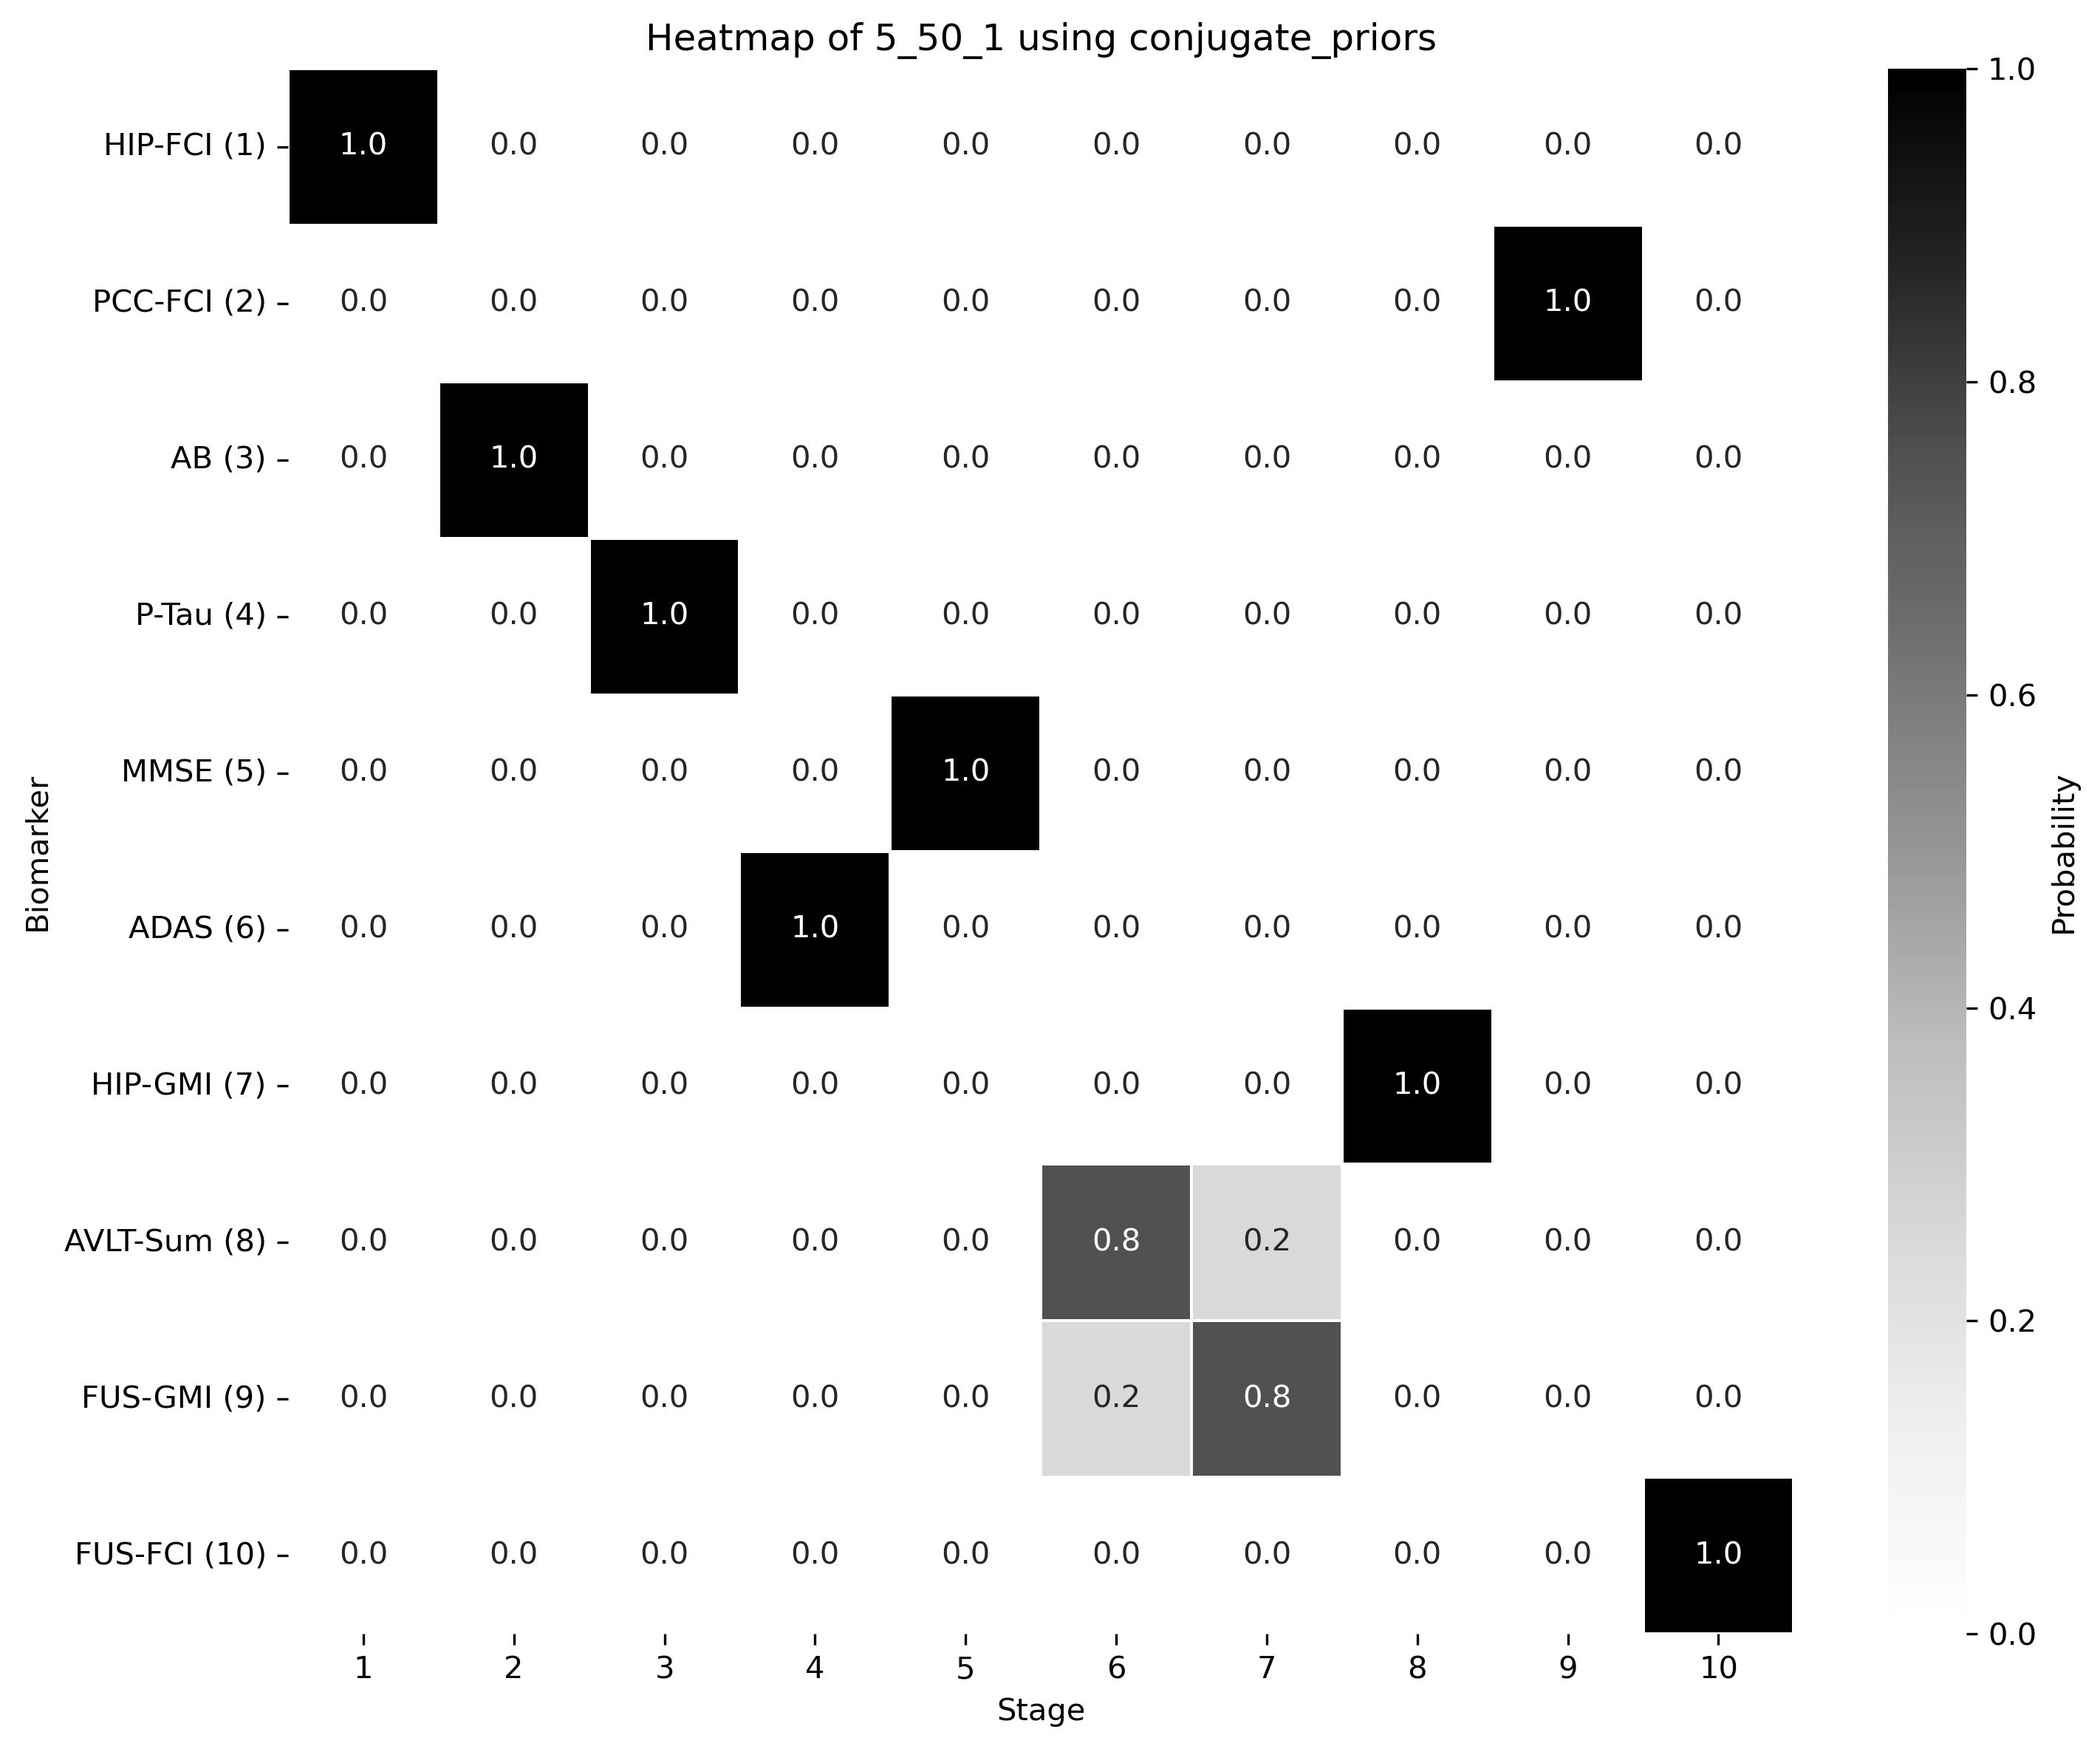 Heatmap of 5_50_1 using conjugate_priors
HIP-FCI (1) 1.0 0.0 0.0 0.0 0.0 0.0 0.0 0.0 0.0 0.0
PCC-FCI (2) 0.0 0.0 0.0 0.0 0.0 0.0 0.0 0.0 1.0 0.0
AB (3) 0.0 1.0 0.0 0.0 0.0 0.0 0.0 0.0 0.0 0.0
P-Tau (4) 0.0 0.0 1.0 0.0 0.0 0.0 0.0 0.0 0.0 0.0
MMSE (5) 0.0 0.0 0.0 0.0 1.0 0.0 0.0 0.0 0.0 0.0
ADAS (6) 0.0 0.0 0.0 1.0 0.0 0.0 0.0 0.0 0.0 0.0
HIP-GMI (7) 0.0 0.0 0.0 0.0 0.0 0.0 0.0 1.0 0.0 0.0
AVLT-Sum (8) 0.0 0.0 0.0 0.0 0.0 0.8 0.2 0.0 0.0 0.0
FUS-GMI (9) 0.0 0.0 0.0 0.0 0.0 0.2 0.8 0.0 0.0 0.0
FUS-FCI (10) 0.0 0.0 0.0 0.0 0.0 0.0 0.0 0.0 0.0 1.0
1 2 3 4 5 6 7 8 9 10
Stage
Biomarker
1.0
0.8
0.6
0.4
0.2
0.0
Probability